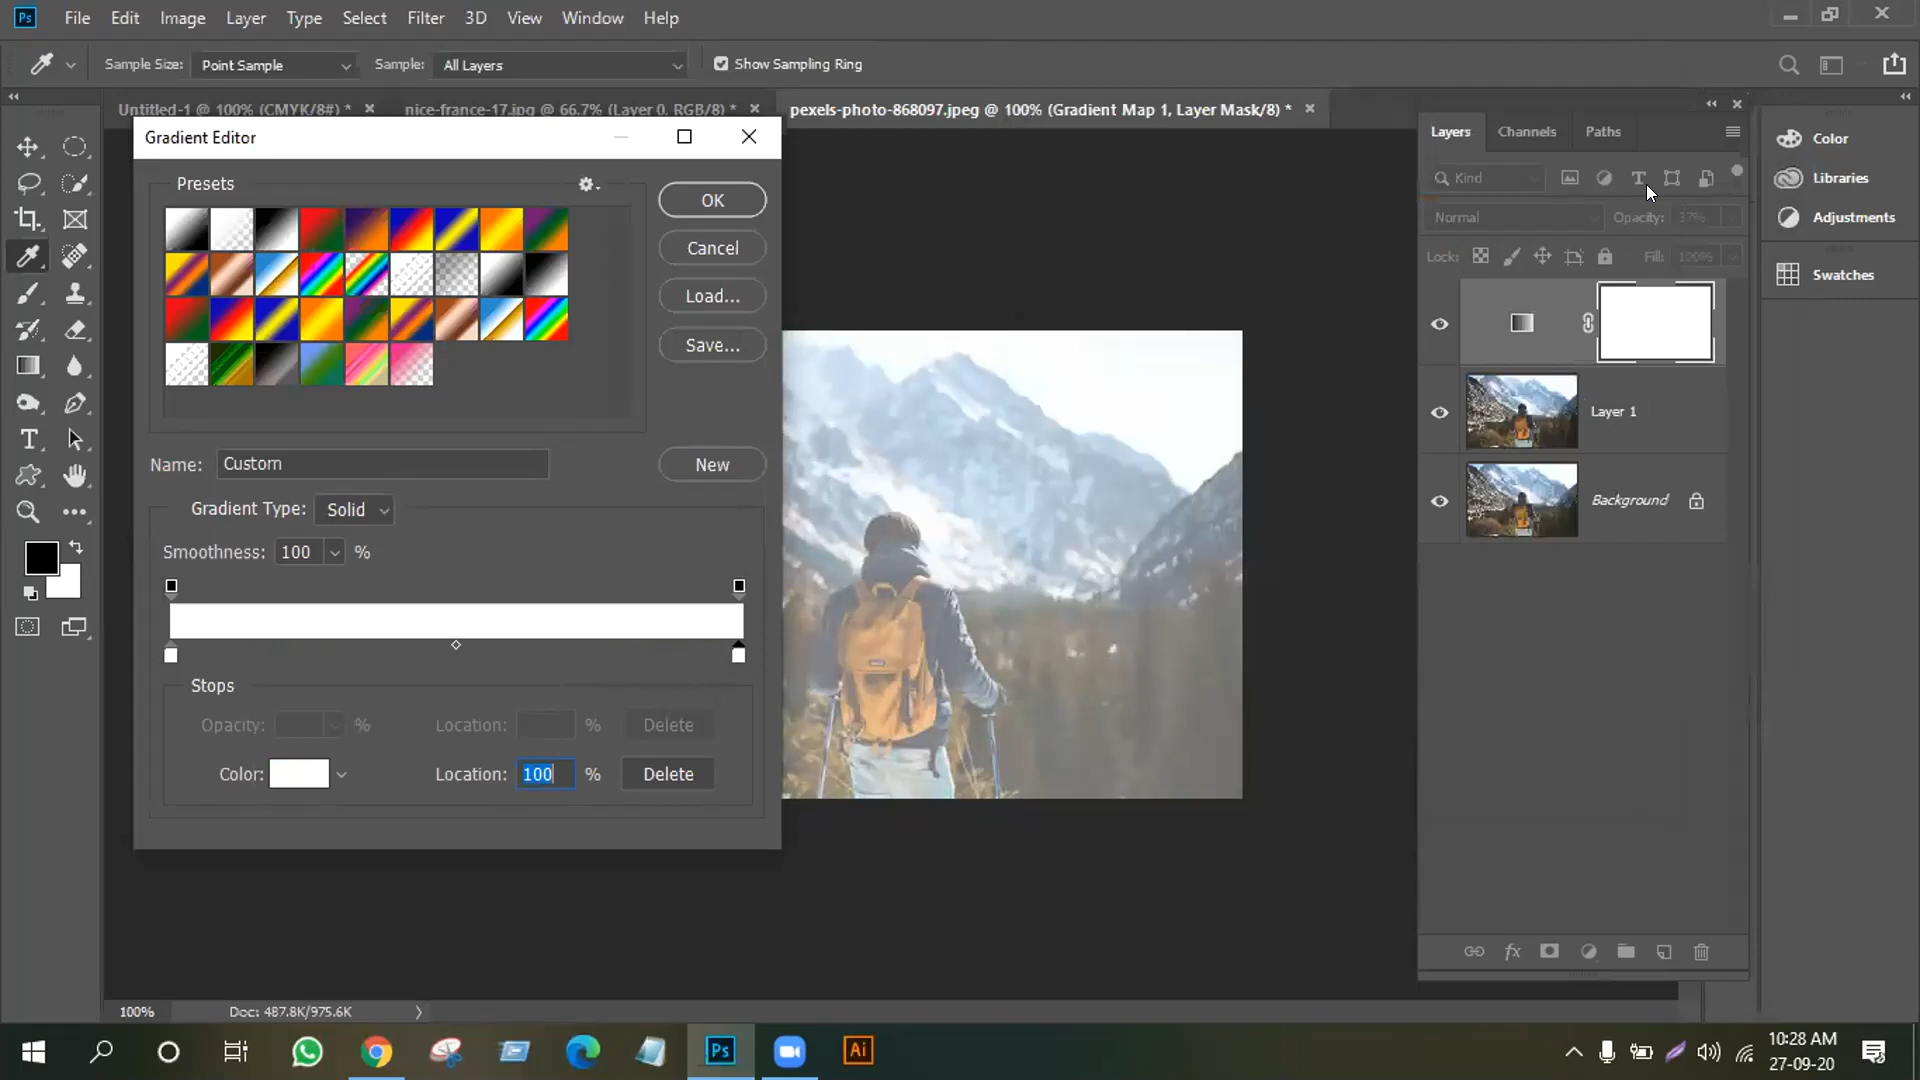 Ps File Edit Image Layer Type Select Filter 3D View Window Help
Sample Size: Point Sample Sample: All Layers Show Sampling Ring
Untitled-1 @ 100% (CMYK/8#) * nice-france-17.jpg @ 66.7% (Layer 0, RGB/8) * pexels-photo-868097.jpeg @ 100% (Gradient Map 1, Layer Mask/8) *
Gradient Editor
Presets
OK
Cancel
Load...
Save...
Name: Custom New
Gradient Type: Solid
Smoothness: 100 %
Stops
Opacity: % Location: % Delete
Color: Location: 100 % Delete
Layers Channels Paths
Kind
Normal Opacity: 37%
Lock: Fill: 100%
Layer 1
Background
fx
Color
Libraries
Adjustments
Swatches
100% Doc: 487.8K/975.6K
Ps Ai
10:28 AM
27-09-20